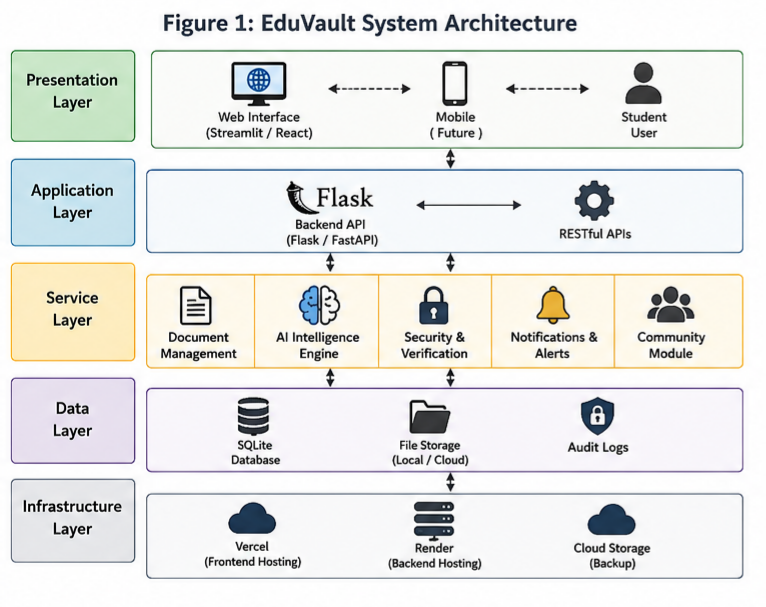 Figure 1: EduVault System Architecture
Presentation
Layer
Web Interface
(Streamlit / React)
Mobile
( Future )
Student
User
Application
Layer
Flask
Backend API
(Flask / FastAPI)
RESTful APIs
Service
Layer
Document
Management
AI Intelligence
Engine
Security &
Verification
Notifications &
Alerts
Community
Module
Data
Layer
SQLite
Database
File Storage
(Local / Cloud)
Audit Logs
Infrastructure
Layer
Vercel
(Frontend Hosting)
Render
(Backend Hosting)
Cloud Storage
(Backup)